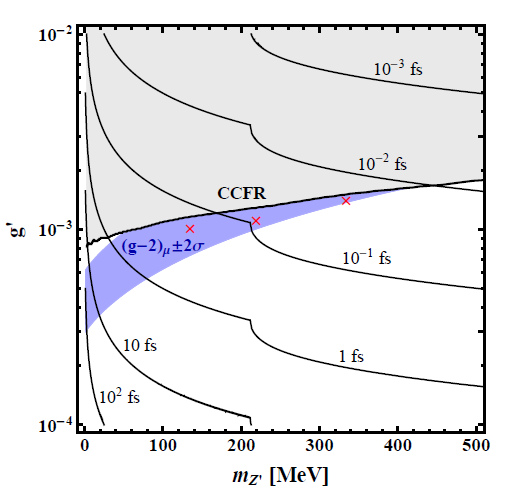 10⁻²
10⁻³ fs
10⁻² fs
CCFR
10⁻³
g'
(g−2)μ±2σ
10⁻¹ fs
10 fs
1 fs
10² fs
10⁻⁴
0 100 200 300 400 500
mZ' [MeV]